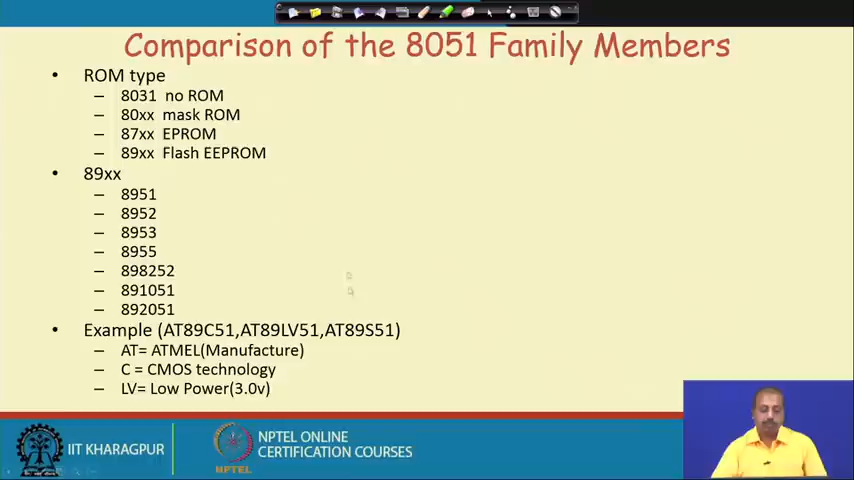 Comparison of the 8051 Family Members
• ROM type
– 8031 no ROM
– 80xx mask ROM
– 87xx EPROM
– 89xx Flash EEPROM
• 89xx
– 8951
– 8952
– 8953
– 8955
– 898252
– 891051
– 892051
• Example (AT89C51,AT89LV51,AT89S51)
– AT= ATMEL(Manufacture)
– C = CMOS technology
– LV= Low Power(3.0v)
IIT KHARAGPUR
NPTEL
NPTEL ONLINE
CERTIFICATION COURSES